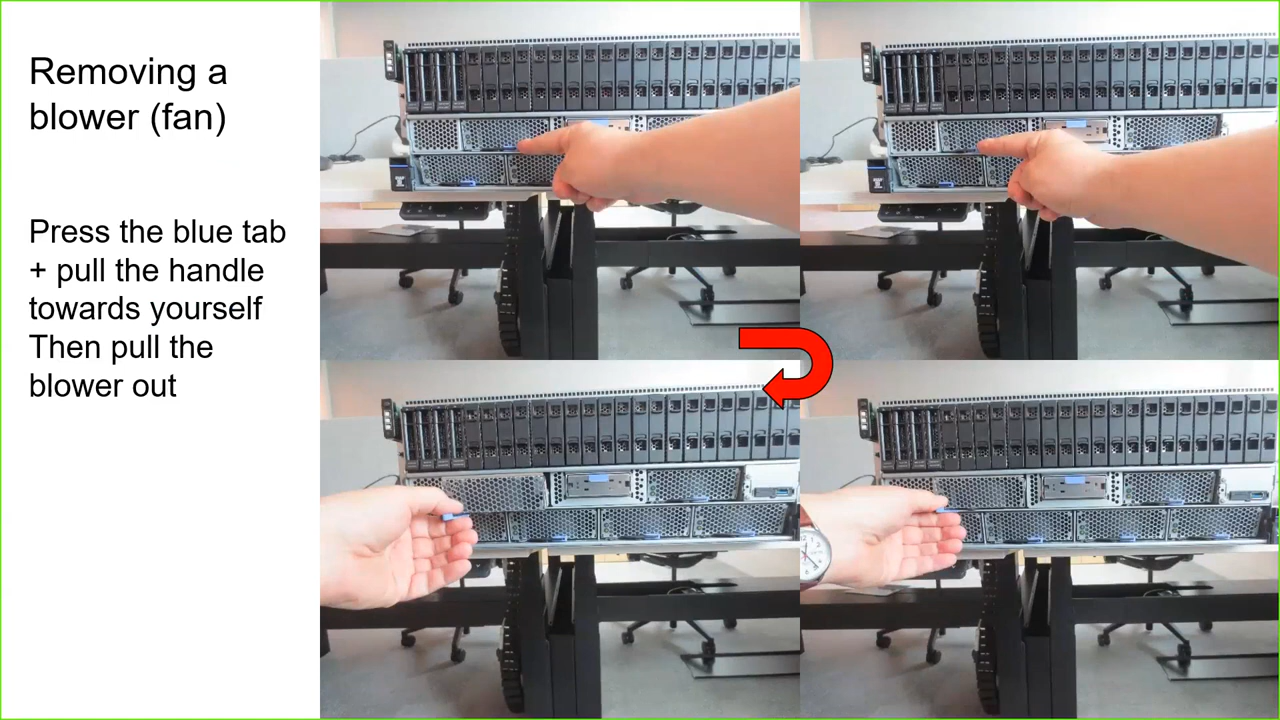 Removing a
blower (fan)
Press the blue tab
+ pull the handle
towards yourself
Then pull the
blower out